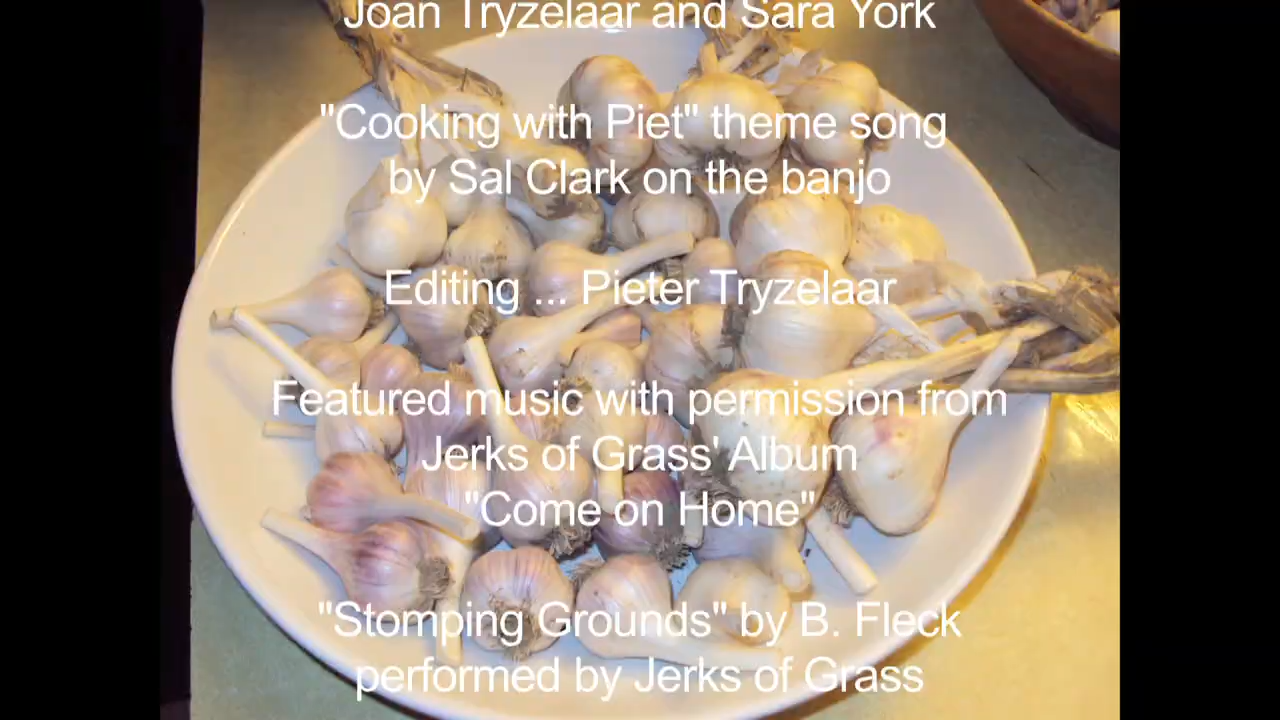 Joan Tryzelaar and Sara York
"Cooking with Piet" theme song
by Sal Clark on the banjo
Editing ... Pieter Tryzelaar
Featured music with permission from
Jerks of Grass' Album
"Come on Home"
"Stomping Grounds" by B. Fleck
performed by Jerks of Grass